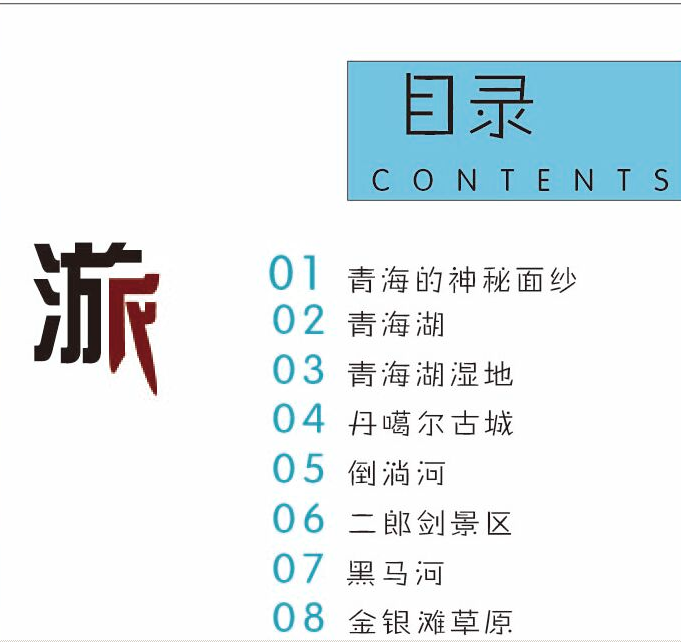 目录
CONTENTS
游
01 青海的神秘面纱
02 青海湖
03 青海湖湿地
04 丹噶尔古城
05 倒淌河
06 二郎剑景区
07 黑马河
08 金银滩草原